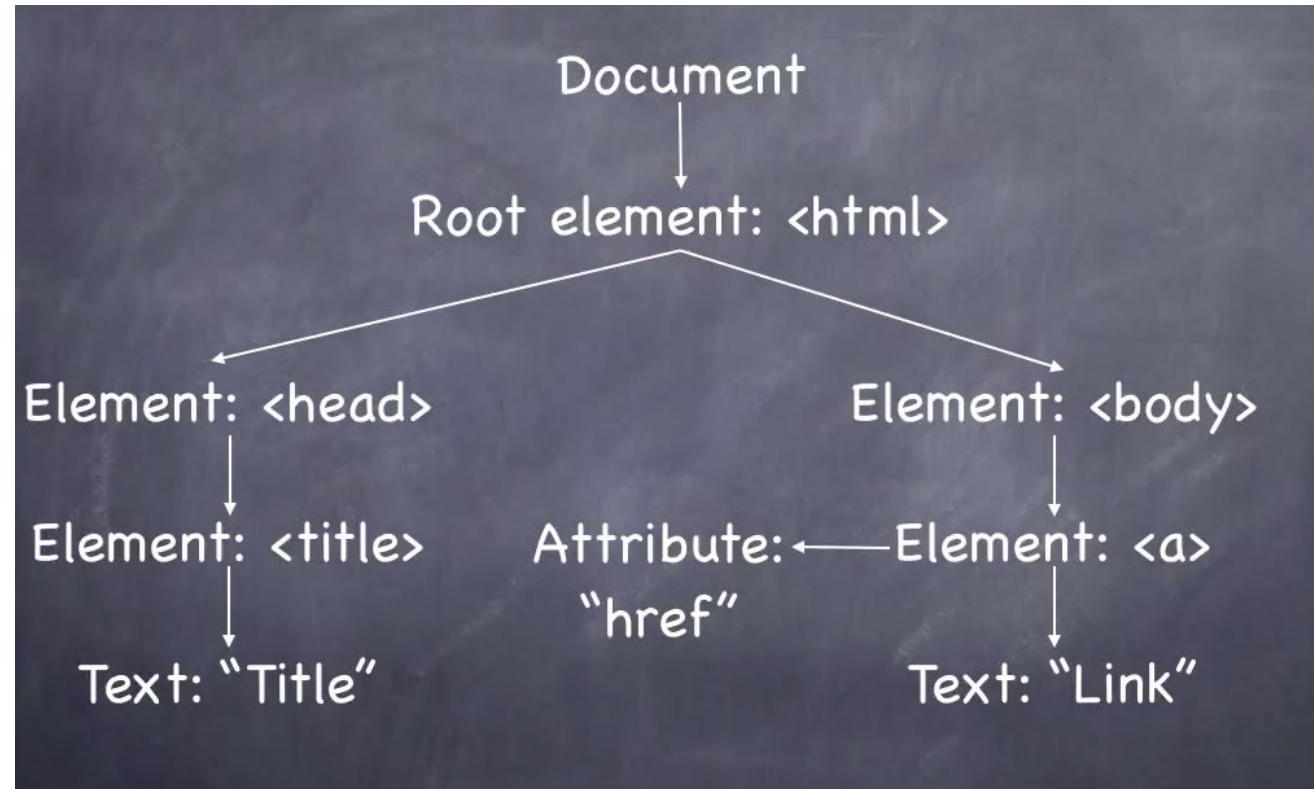 Document
Root element: <html>
Element: <head>
Element: <body>
Element: <title>
Attribute:
"href"
Element: <a>
Text: "Title"
Text: "Link"